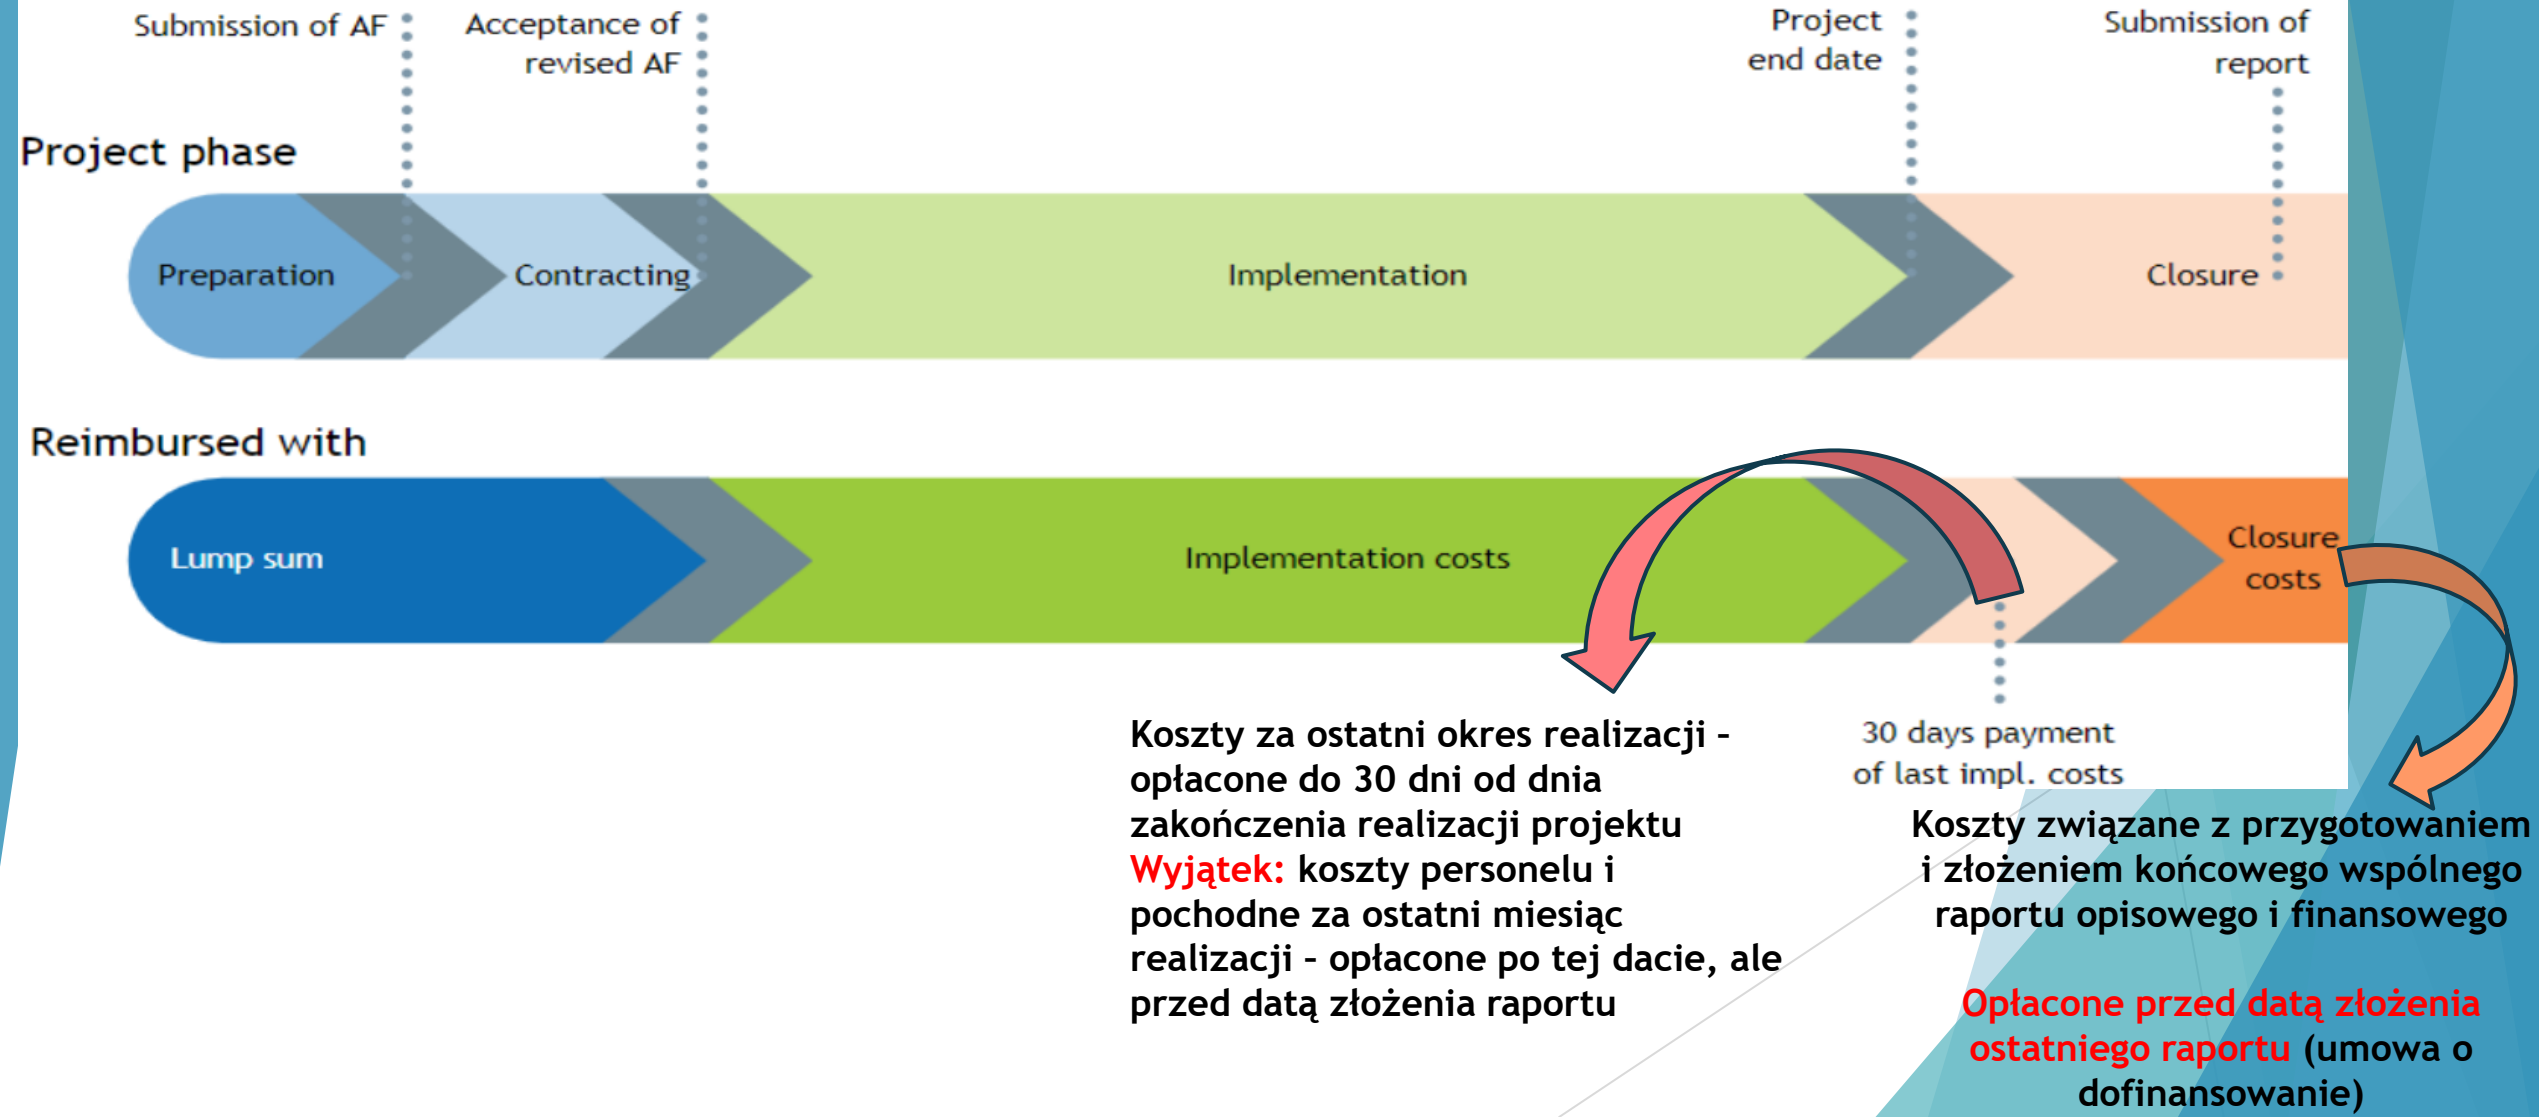 Submission of AF
Acceptance of
revised AF
Project
end date
Submission of
report
Project phase
Preparation
Contracting
Implementation
Closure
Reimbursed with
Lump sum
Implementation costs
Closure
costs
30 days payment
of last impl. costs
Koszty za ostatni okres realizacji –
opłacone do 30 dni od dnia
zakończenia realizacji projektu
Wyjątek: koszty personelu i
pochodne za ostatni miesiąc
realizacji – opłacone po tej dacie, ale
przed datą złożenia raportu
Koszty związane z przygotowaniem
i złożeniem końcowego wspólnego
raportu opisowego i finansowego
Opłacone przed datą złożenia
ostatniego raportu (umowa o
dofinansowanie)